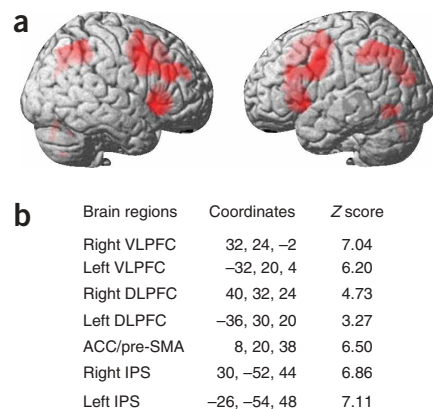 a
b
Brain regions Coordinates Z score
Right VLPFC 32, 24, –2 7.04
Left VLPFC –32, 20, 4 6.20
Right DLPFC 40, 32, 24 4.73
Left DLPFC –36, 30, 20 3.27
ACC/pre-SMA 8, 20, 38 6.50
Right IPS 30, –52, 44 6.86
Left IPS –26, –54, 48 7.11